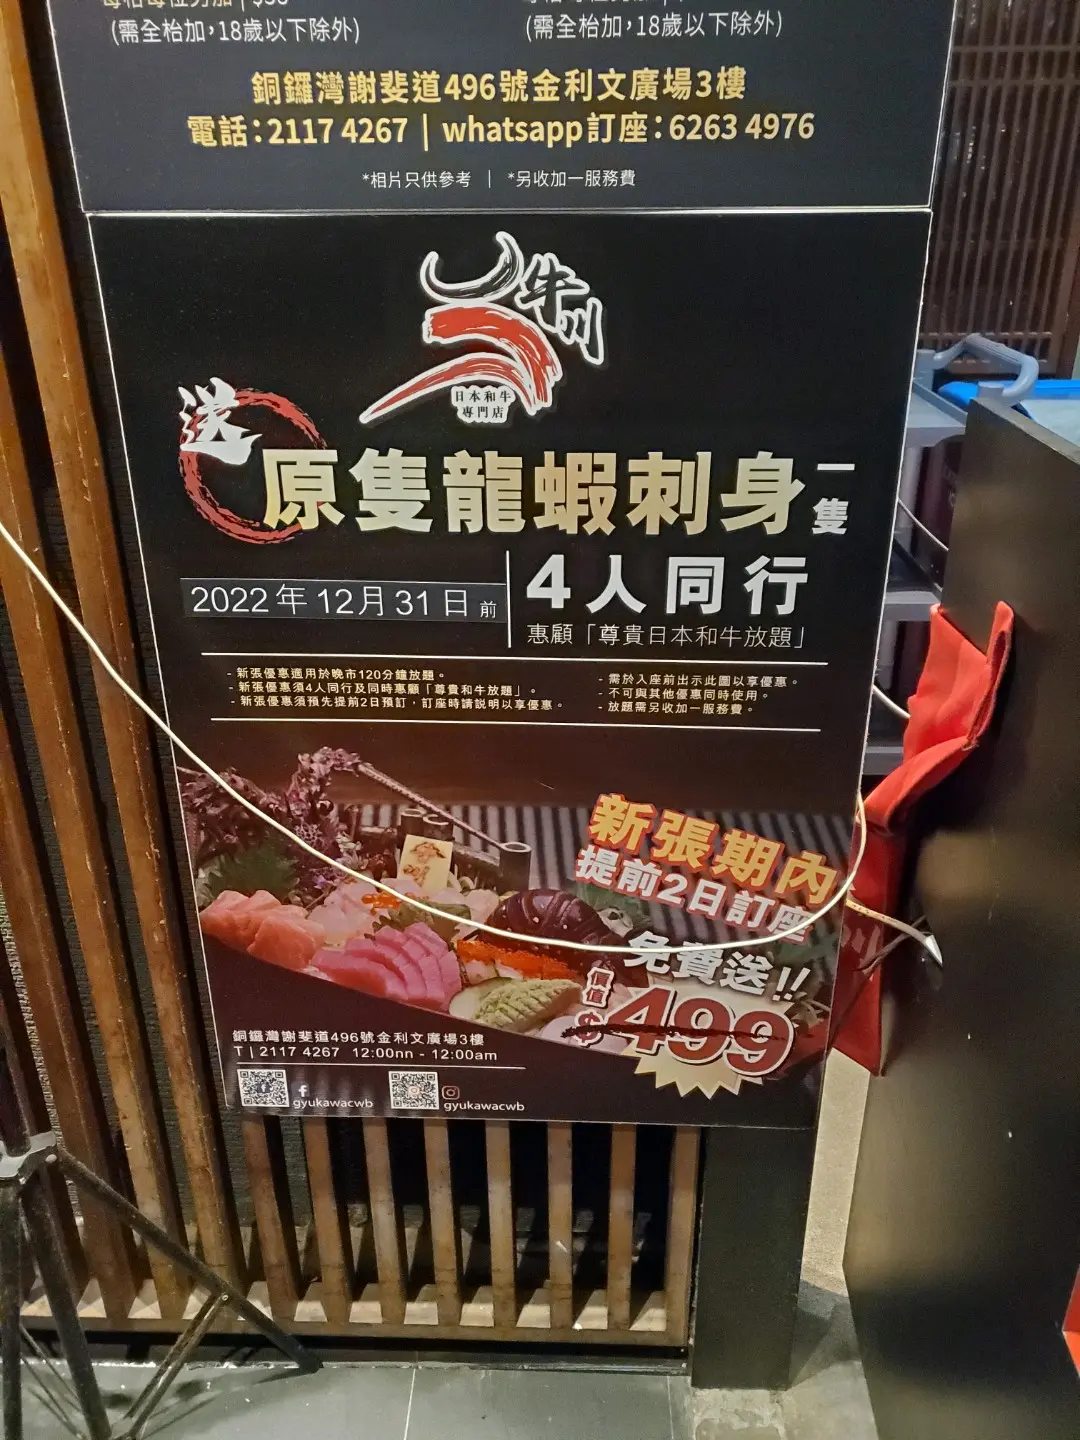 (需全枱加，18歲以下除外)
(需全枱加，18歲以下除外)
銅鑼灣謝斐道496號金利文廣場3樓
電話：2117 4267 | whatsapp訂座：6263 4976
*相片只供參考 | *另收加一服務費
牛川
日本和牛
專門店
送
原隻龍蝦刺身一隻
2022年12月31日前
4人同行
惠顧「尊貴日本和牛放題」
- 新張優惠適用於晚市120分鐘放題。
- 新張優惠須4人同行及同時惠顧「尊貴和牛放題」。
- 新張優惠須預先提前2日預訂，訂座時請說明以享優惠。
- 需於入座前出示此圖以享優惠。
- 不可與其他優惠同時使用。
- 放題需另收加一服務費。
新張期內
提前2日訂座
免費送!!
價值
$499
銅鑼灣謝斐道496號金利文廣場3樓
T | 2117 4267 12:00nn - 12:00am
gyukawacwb
gyukawacwb